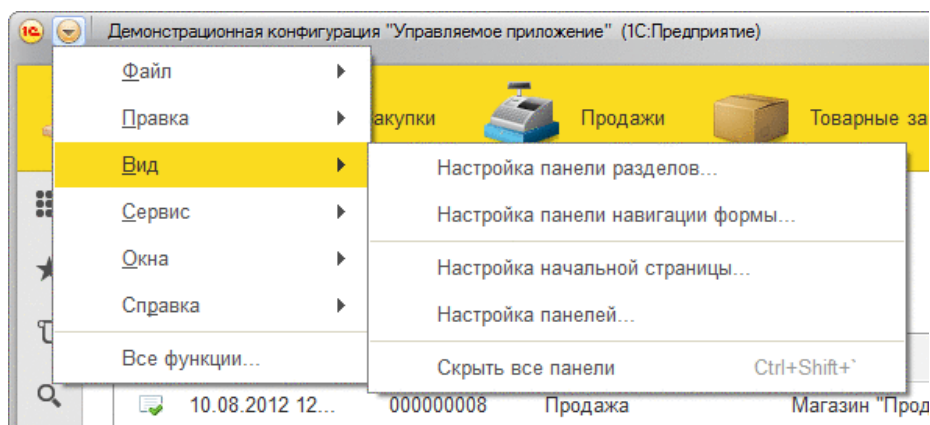 1С Демонстрационная конфигурация "Управляемое приложение" (1С:Предприятие)
Файл
акупки Продажи Товарные за
Правка
Вид
Настройка панели разделов...
Сервис
Настройка панели навигации формы...
Окна
Настройка начальной страницы...
Справка
Настройка панелей...
Все функции...
Скрыть все панели Ctrl+Shift+`
10.08.2012 12... 000000008 Продажа Магазин "Прод